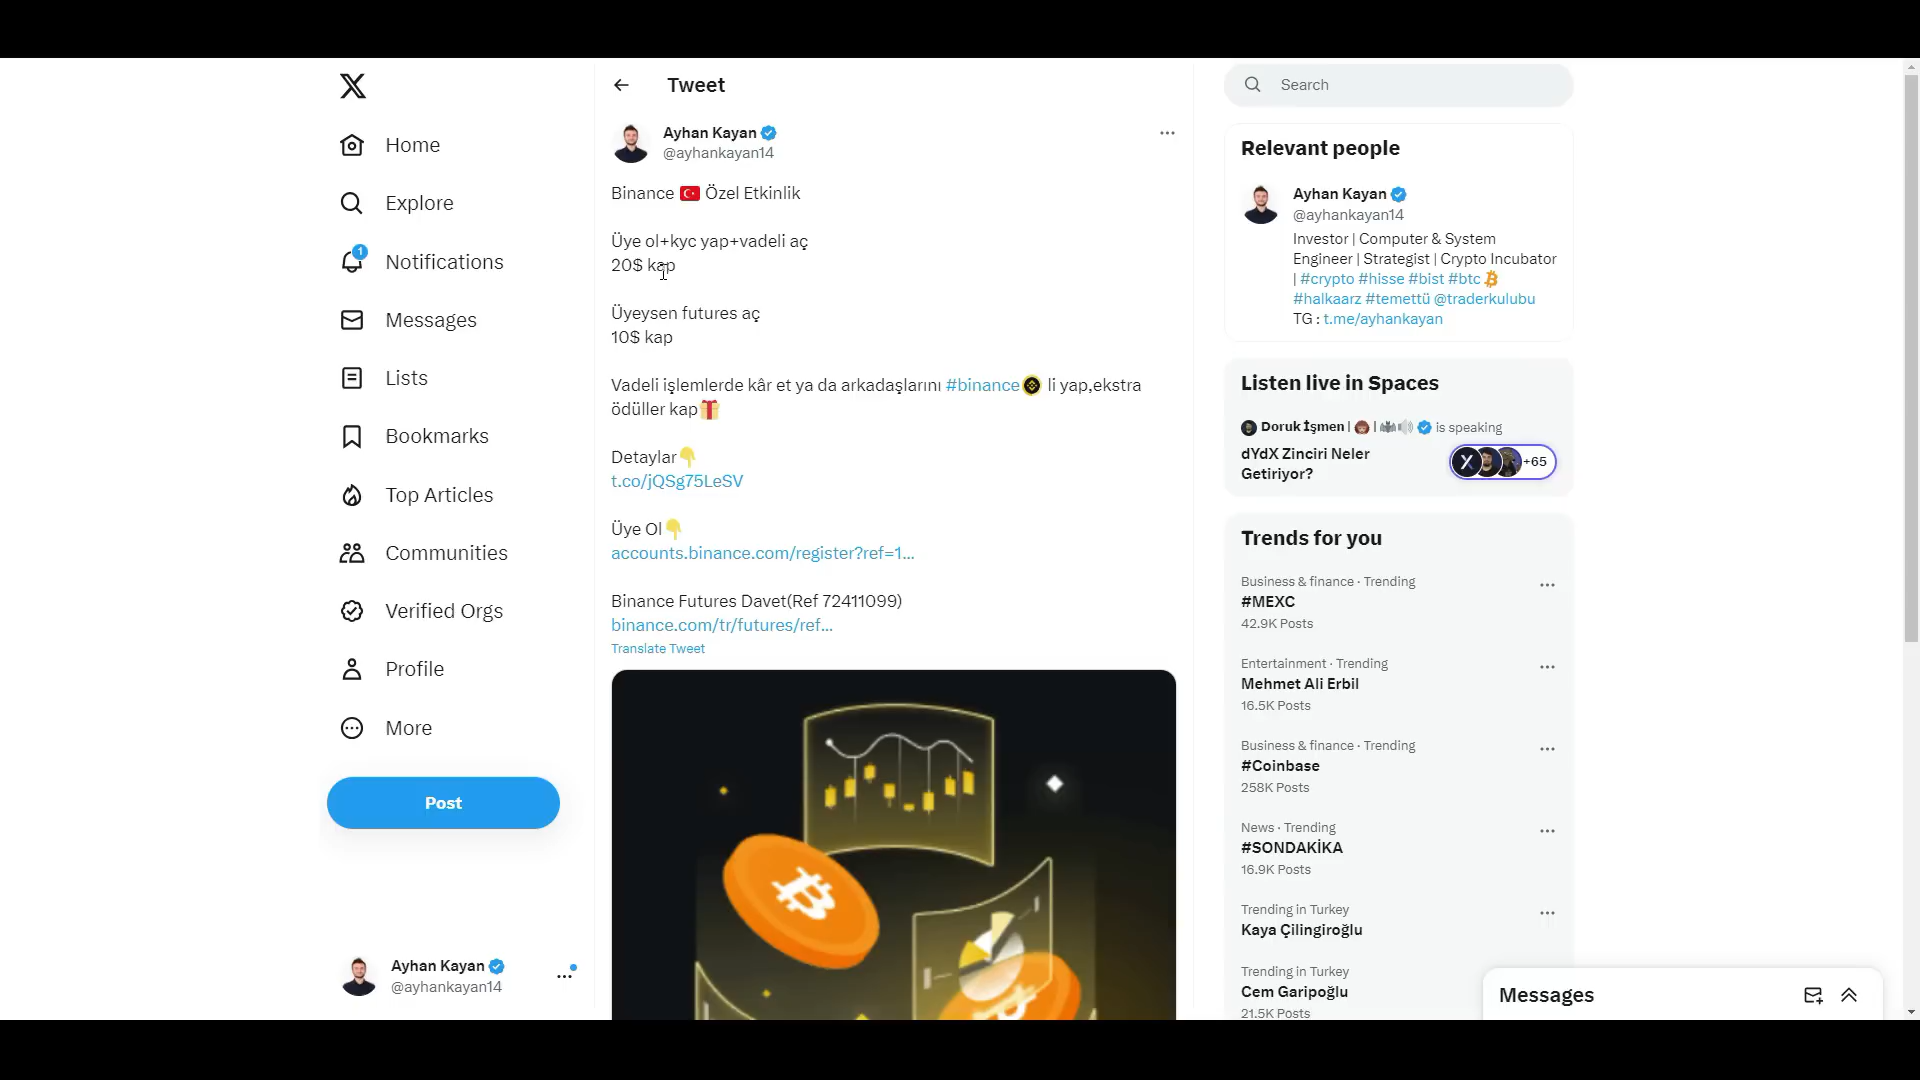 Home
Explore
1
Notifications
Messages
Lists
Bookmarks
Top Articles
Communities
Verified Orgs
Profile
More
Post
Ayhan Kayan
@ayhankayan14
Tweet
Ayhan Kayan
@ayhankayan14
Binance 🇹🇷 Özel Etkinlik
Üye ol+kyc yap+vadeli aç
20$ kap
Üyeysen futures aç
10$ kap
Vadeli işlemlerde kâr et ya da arkadaşlarını #binance li yap,ekstra
ödüller kap🎁
Detaylar👇
t.co/jQSg75LeSV
Üye Ol👇
accounts.binance.com/register?ref=1...
Binance Futures Davet(Ref 72411099)
binance.com/tr/futures/ref...
Translate Tweet
Search
Relevant people
Ayhan Kayan
@ayhankayan14
Investor | Computer & System
Engineer | Strategist | Crypto Incubator
| #crypto #hisse #bist #btc
#halkaarz #temettü @traderkulubu
TG : t.me/ayhankayan
Listen live in Spaces
Doruk İşmen | is speaking
dYdX Zinciri Neler
Getiriyor?
+65
Trends for you
Business & finance · Trending
#MEXC
42.9K Posts
Entertainment · Trending
Mehmet Ali Erbil
16.5K Posts
Business & finance · Trending
#Coinbase
258K Posts
News · Trending
#SONDAKİKA
16.9K Posts
Trending in Turkey
Kaya Çilingiroğlu
Trending in Turkey
Cem Garipoğlu
21.5K Posts
Messages